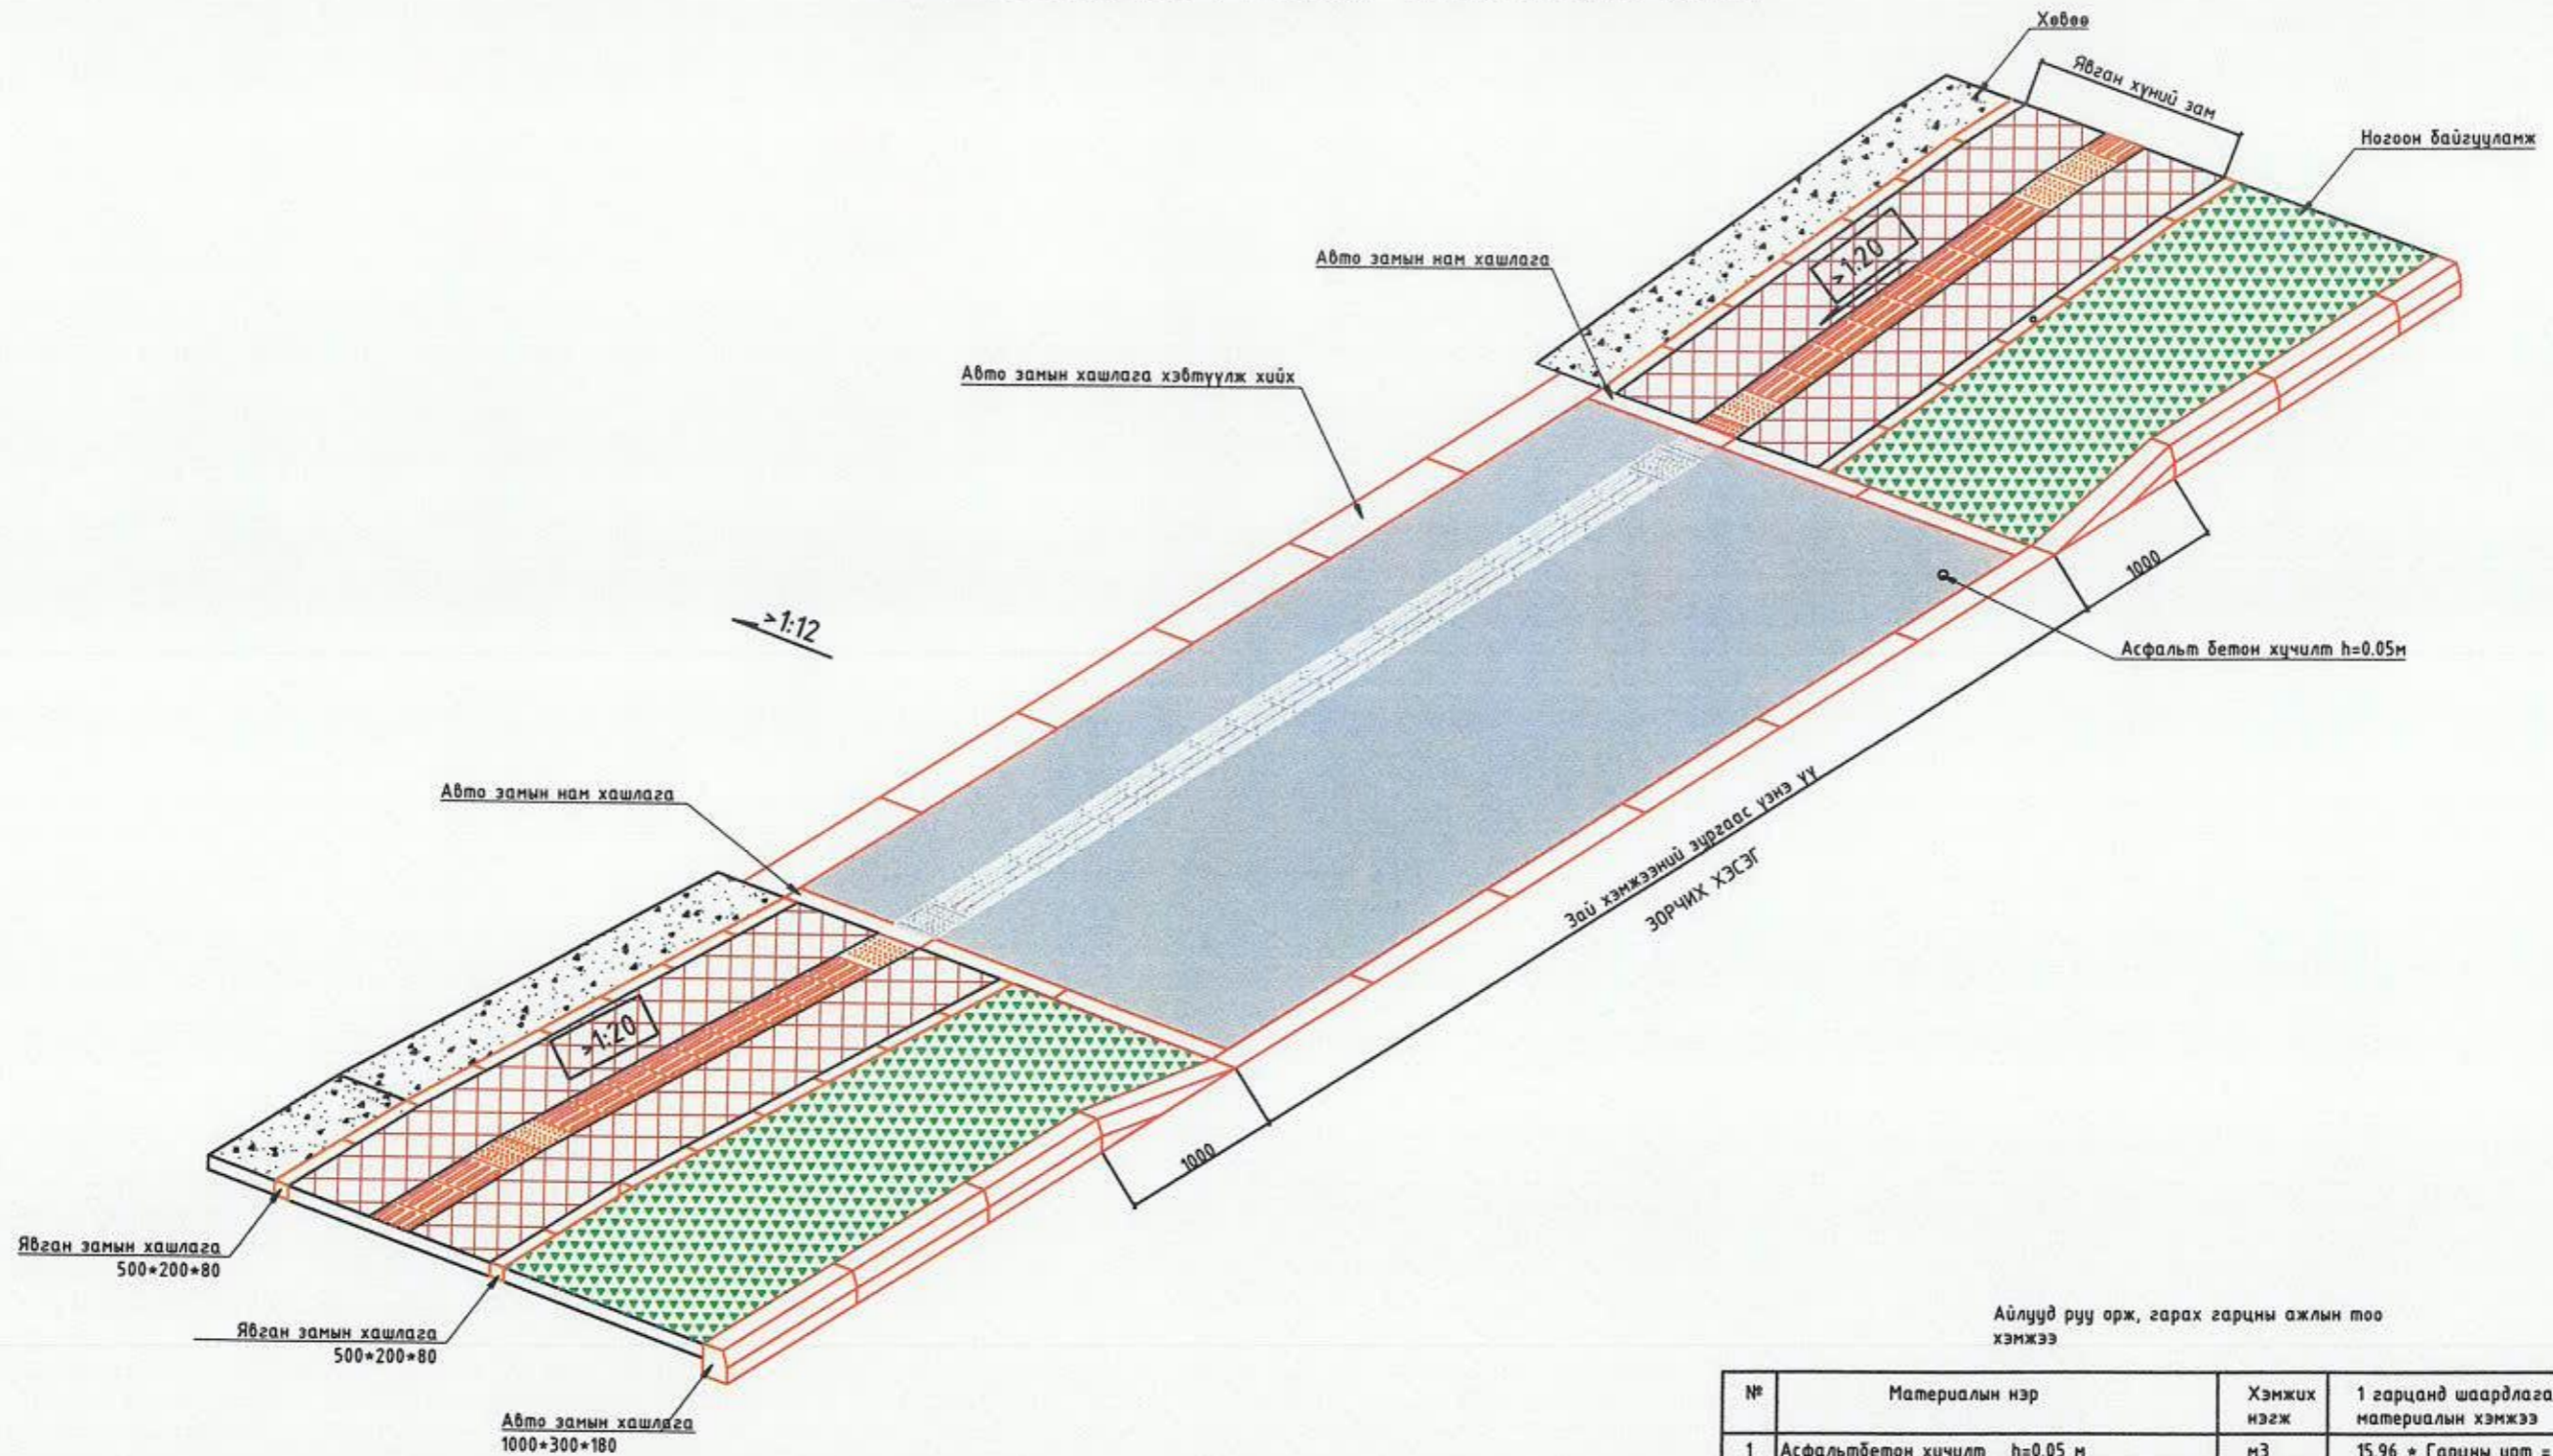 Хөвөө
Явган хүний зам
Ногоон байгууламж
Авто замын нам хашлага
>1:20
Авто замын хашлага хэвтүүлж хийх
1000
>1:12
Асфальт бетон хучилт h=0.05м
Авто замын нам хашлага
Зай хэмжээний зургаас үзнэ үү
ЗОРЧИХ ХЭСЭГ
>1:20
1000
Явган замын хашлага
500*200*80
Явган замын хашлага
500*200*80
Авто замын хашлага
1000*300*180
Айлууд руу орж, гарах гарцны ажлын тоо
хэмжээ
№ Материалын нэр Хэмжих нэгж 1 гарцанд шаардлага материалын хэмжээ
1 Асфальтбетон хучилт h=0.05 м м3 15.96 * Гарцны урт =